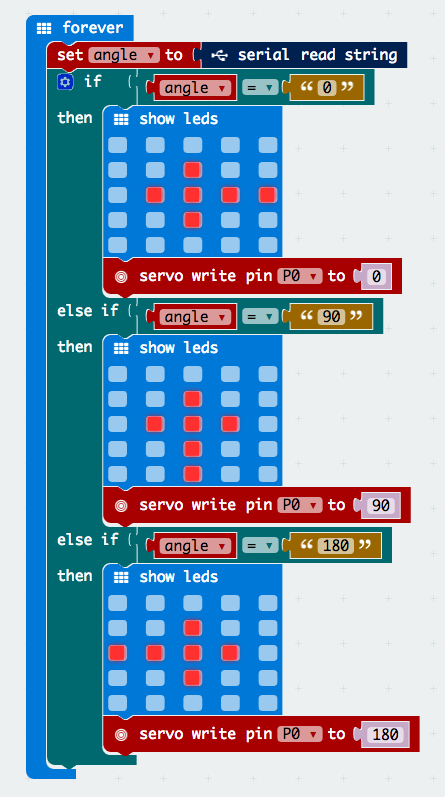 forever
set angle to serial read string
if angle = “ 0 ”
then show leds
servo write pin P0 to 0
else if angle = “ 90 ”
then show leds
servo write pin P0 to 90
else if angle = “ 180 ”
then show leds
servo write pin P0 to 180